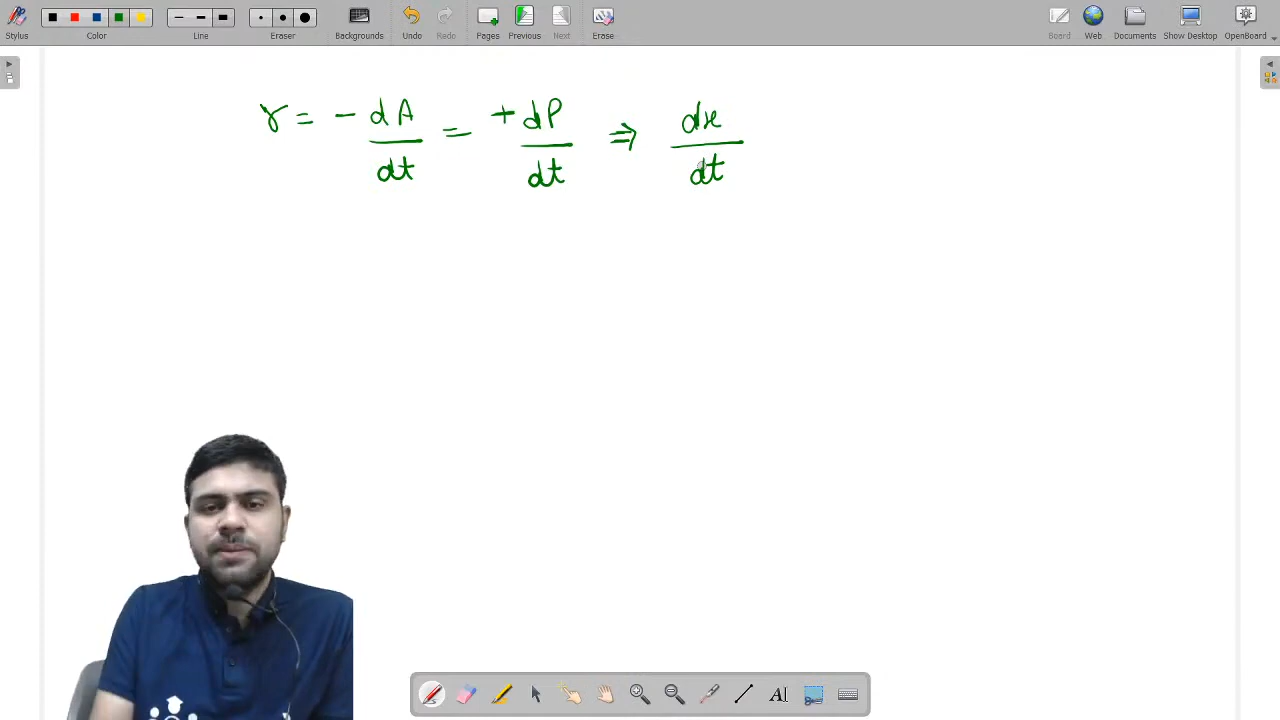 Stylus Color Line Eraser Backgrounds Undo Redo Pages Previous Next Erase Board Web Documents Show Desktop OpenBoard
r = - dA/dt = + dP/dt ⇒ dx/dt
AI